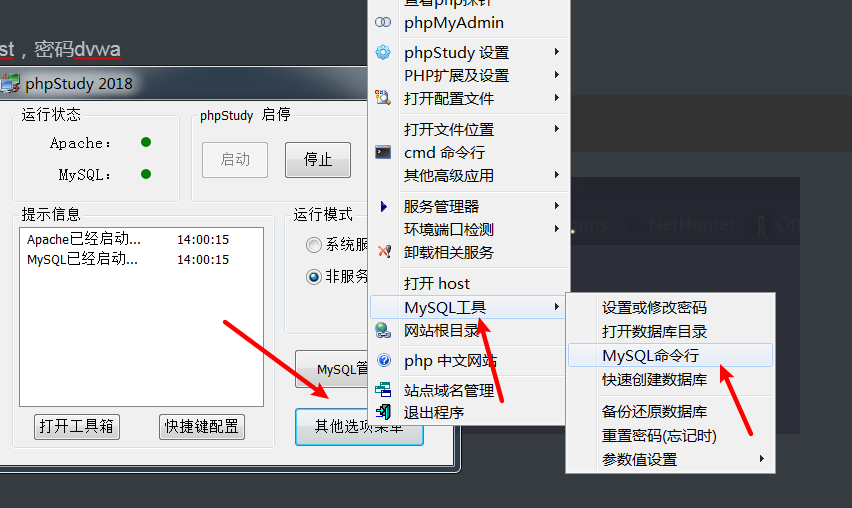 st，密码dvwa
phpStudy 2018
运行状态
Apache：
MySQL：
phpStudy 启停
启动
停止
提示信息
Apache已经启动... 14:00:15
MySQL已经启动... 14:00:15
运行模式
系统服
非服务
MySQL管
打开工具箱
快捷键配置
其他选项菜单
查看php探针
phpMyAdmin
phpStudy 设置
PHP扩展及设置
打开配置文件
打开文件位置
cmd 命令行
其他高级应用
服务管理器
环境端口检测
卸载相关服务
打开 host
MySQL工具
网站根目录
php 中文网站
站点域名管理
退出程序
设置或修改密码
打开数据库目录
MySQL命令行
快速创建数据库
备份还原数据库
重置密码(忘记时)
参数值设置
ums
NetHunter
Off